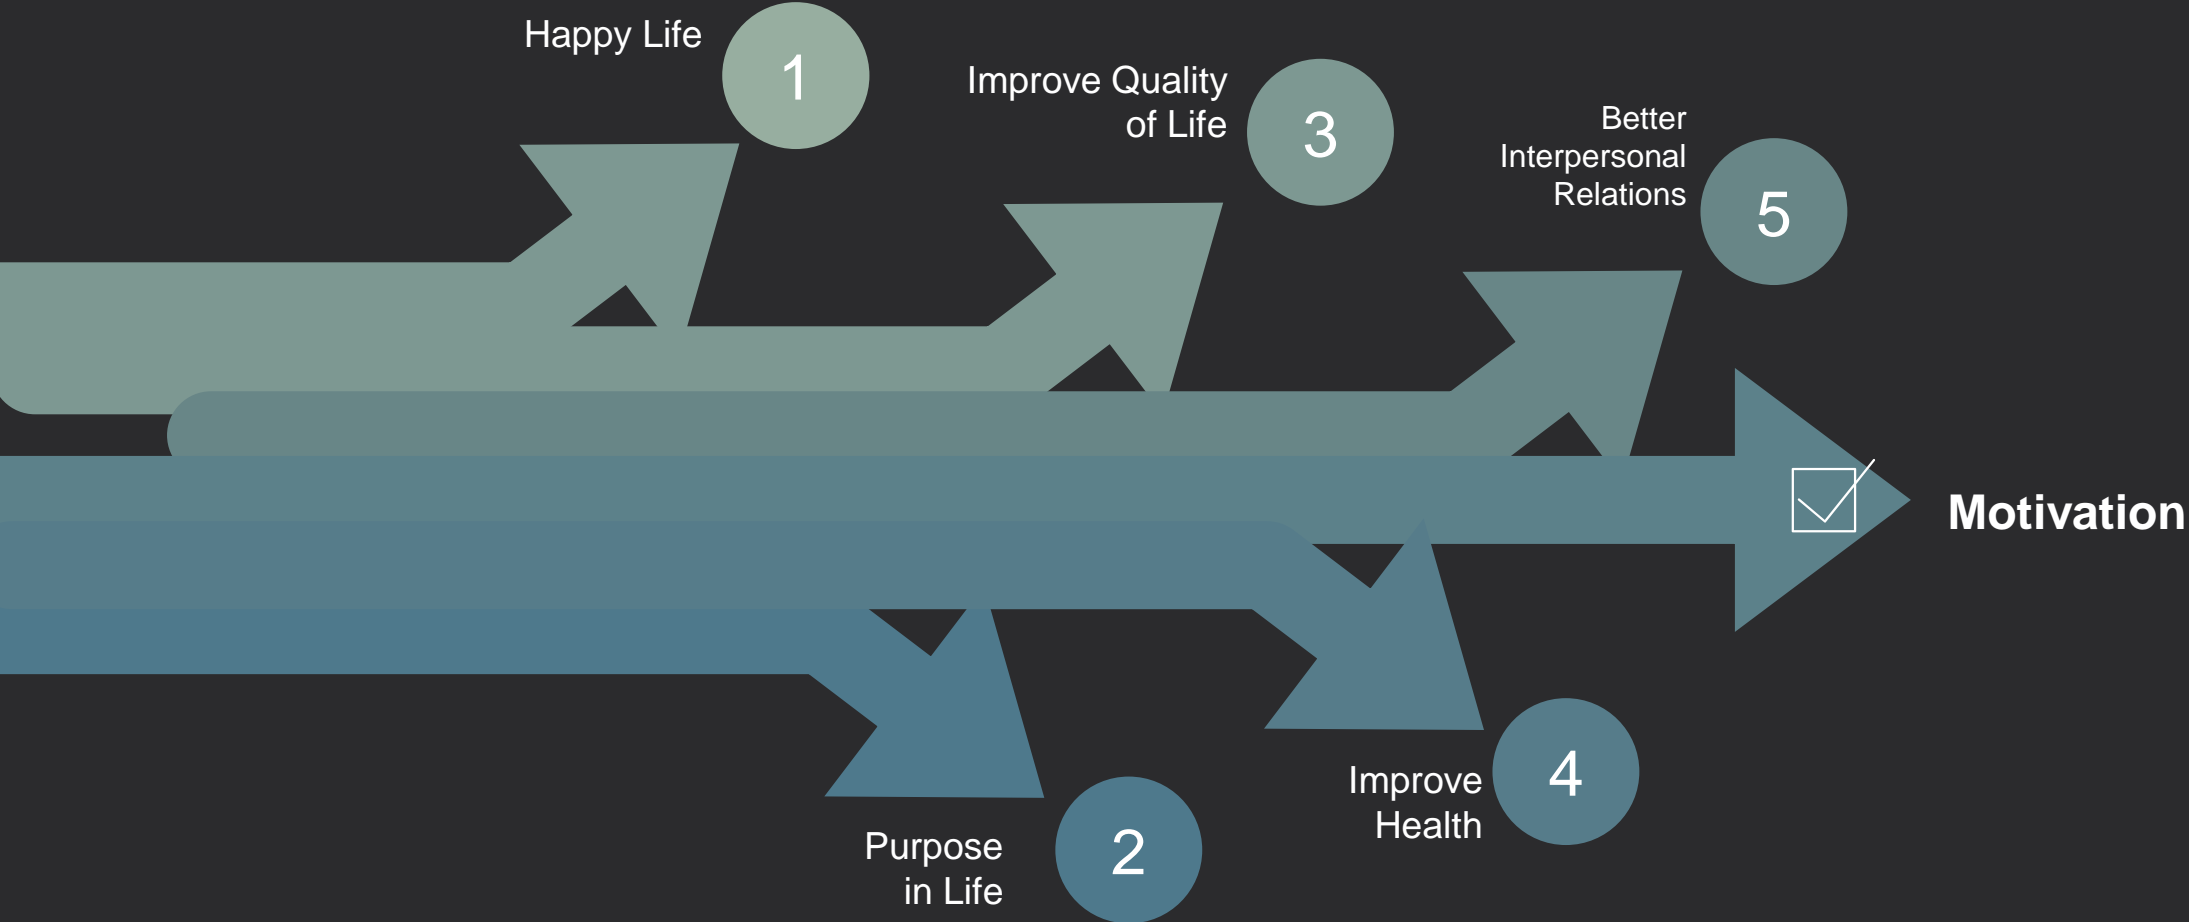 Happy Life
1
Improve Quality
of Life
3
Better
Interpersonal
Relations
5
Motivation
Improve
Health
4
Purpose
in Life
2